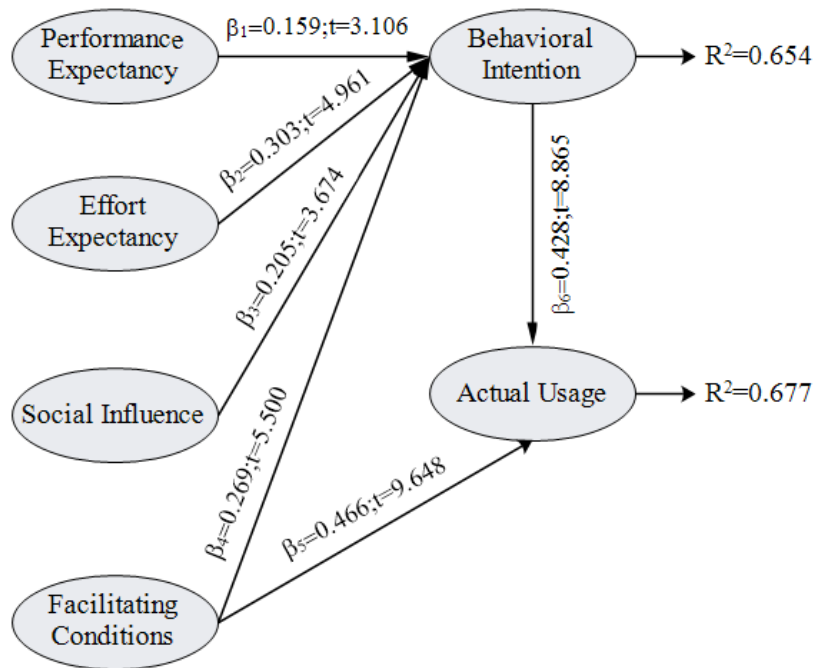 Performance
Expectancy
β₁=0.159;t=3.106
Behavioral
Intention
R²=0.654
β₂=0.303;t=4.961
Effort
Expectancy
β₃=0.205;t=3.674
β₆=0.428;t=8.865
Social Influence
β₄=0.269;t=5.500
Actual Usage
R²=0.677
β₅=0.466;t=9.648
Facilitating
Conditions